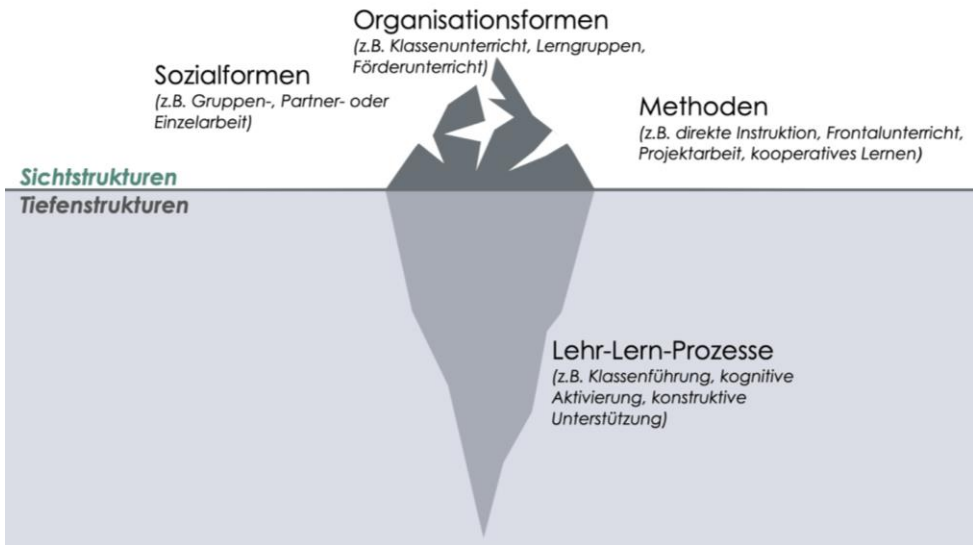 Organisationsformen
(z.B. Klassenunterricht, Lerngruppen,
Förderunterricht)
Sozialformen
(z.B. Gruppen-, Partner- oder
Einzelarbeit)
Methoden
(z.B. direkte Instruktion, Frontalunterricht,
Projektarbeit, kooperatives Lernen)
Sichtstrukturen
Tiefenstrukturen
Lehr-Lern-Prozesse
(z.B. Klassenführung, kognitive
Aktivierung, konstruktive
Unterstützung)